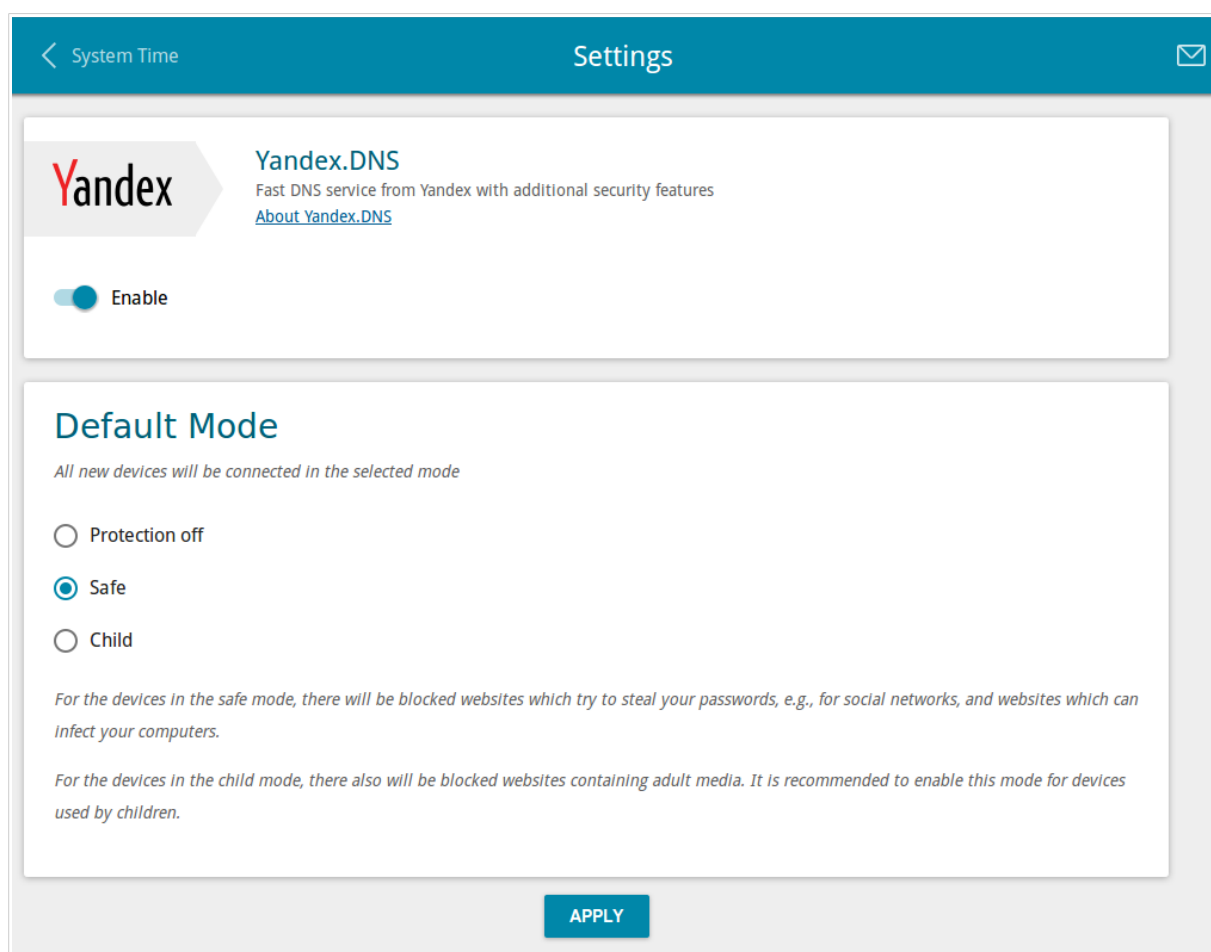 System Time
Settings
Yandex
Yandex.DNS
Fast DNS service from Yandex with additional security features
About Yandex.DNS
Enable
Default Mode
All new devices will be connected in the selected mode
Protection off
Safe
Child
For the devices in the safe mode, there will be blocked websites which try to steal your passwords, e.g., for social networks, and websites which can
infect your computers.
For the devices in the child mode, there also will be blocked websites containing adult media. It is recommended to enable this mode for devices
used by children.
APPLY